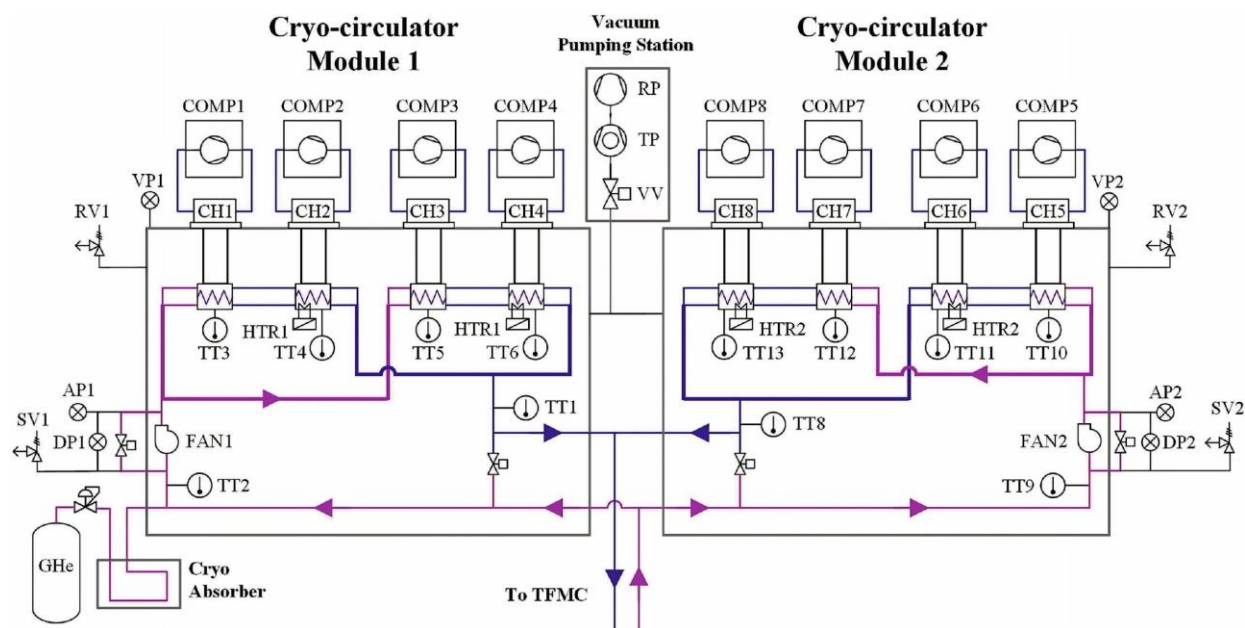 Cryo-circulator
Module 1
Vacuum
Pumping Station
Cryo-circulator
Module 2
COMP1
COMP2
COMP3
COMP4
RP
TP
VV
COMP8
COMP7
COMP6
COMP5
VP1
RV1
CH1
CH2
CH3
CH4
CH8
CH7
CH6
CH5
VP2
RV2
HTR1
HTR1
HTR2
HTR2
TT3
TT4
TT5
TT6
TT13
TT12
TT11
TT10
AP1
SV1
DP1
FAN1
TT1
TT8
FAN2
AP2
SV2
DP2
TT2
TT9
GHe
Cryo
Absorber
To TFMC